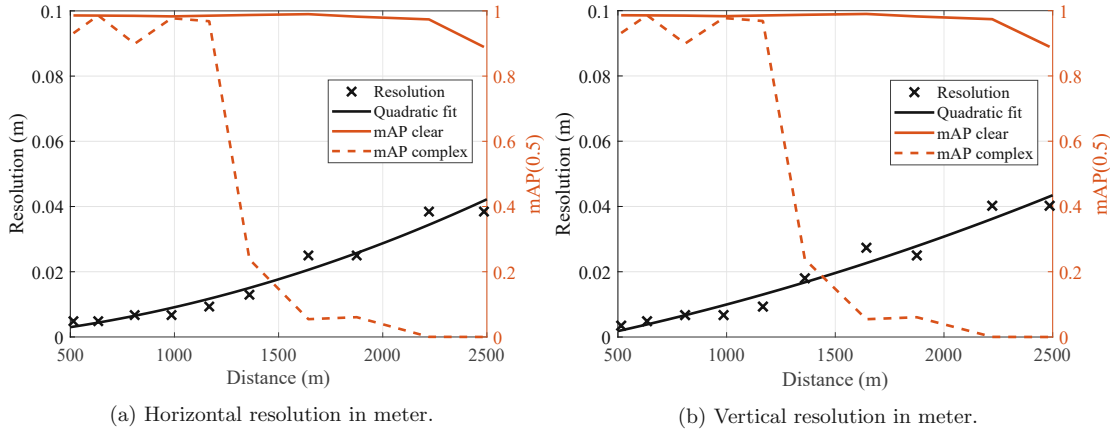 0.1
0.08
0.06
0.04
0.02
0
Resolution (m)
500
1000
1500
2000
2500
Distance (m)
1
0.8
0.6
0.4
0.2
0
mAP(0.5)
Resolution
Quadratic fit
mAP clear
mAP complex
(a) Horizontal resolution in meter.
0.1
0.08
0.06
0.04
0.02
0
Resolution (m)
500
1000
1500
2000
2500
Distance (m)
1
0.8
0.6
0.4
0.2
0
mAP(0.5)
Resolution
Quadratic fit
mAP clear
mAP complex
(b) Vertical resolution in meter.